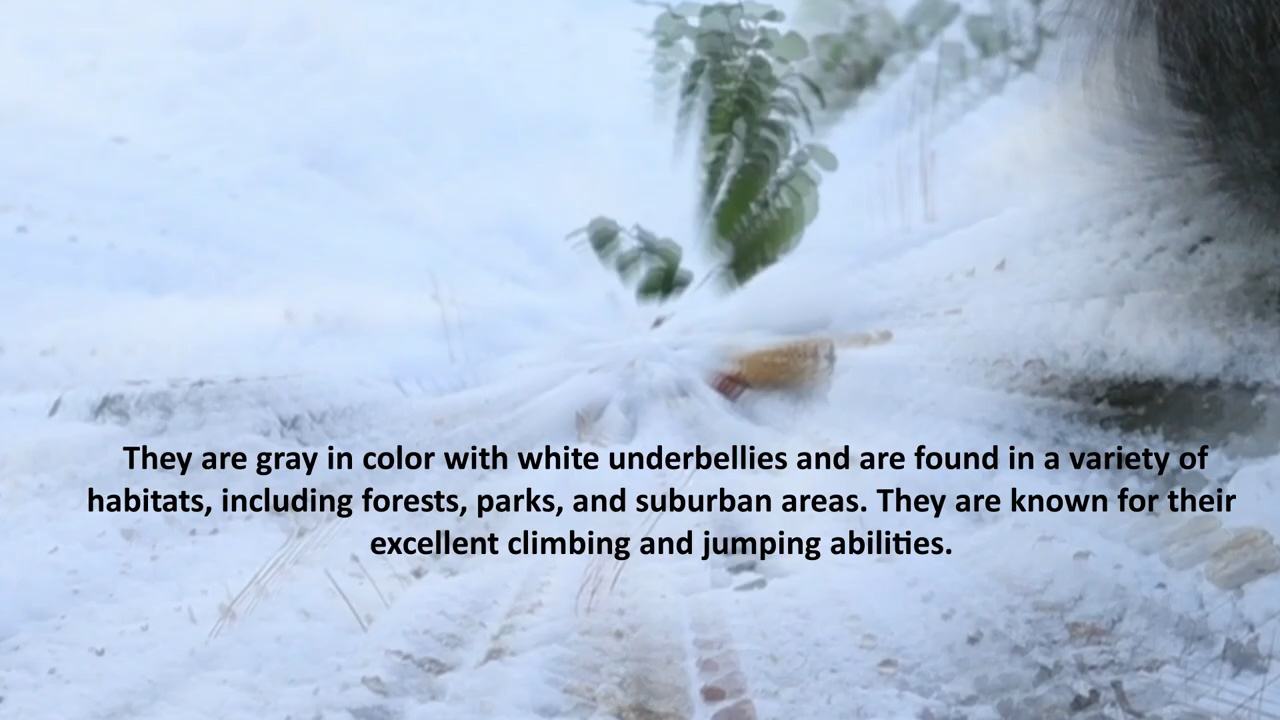 They are gray in color with white underbellies and are found in a variety of
habitats, including forests, parks, and suburban areas. They are known for their
excellent climbing and jumping abilities.